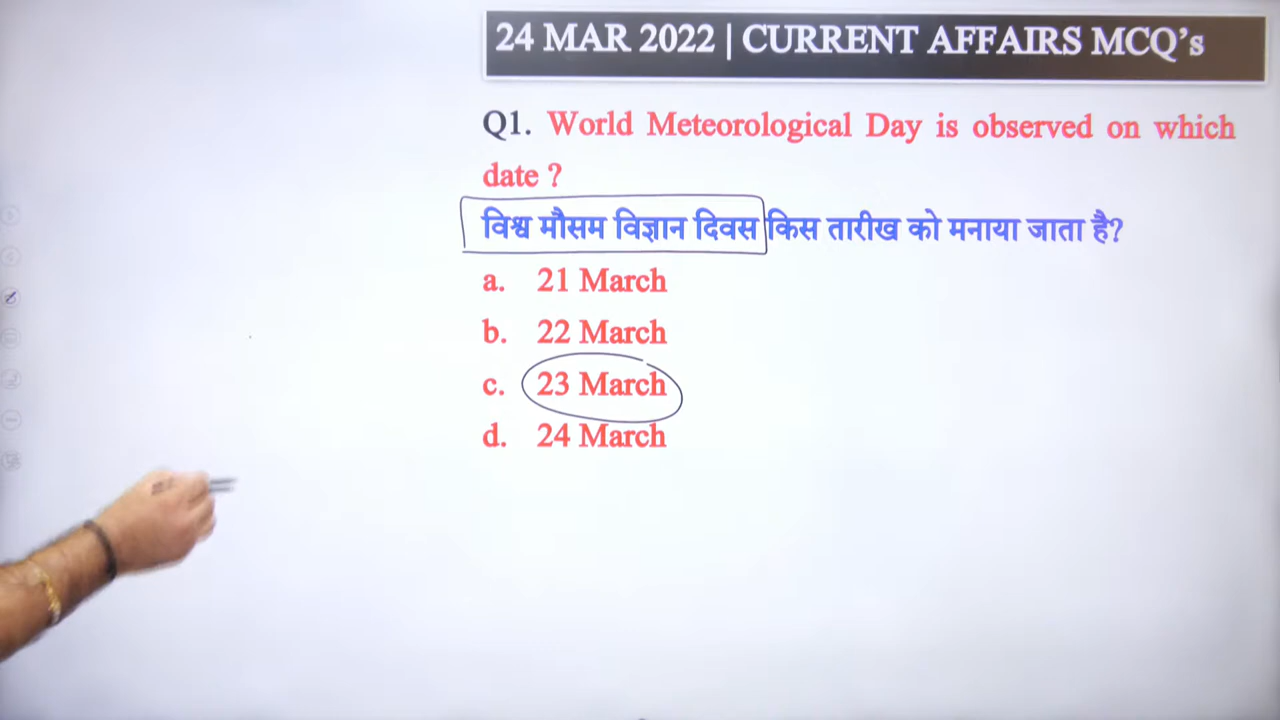 24 MAR 2022 | CURRENT AFFAIRS MCQ's
Q1. World Meteorological Day is observed on which
date ?
विश्व मौसम विज्ञान दिवस किस तारीख को मनाया जाता है?
a. 21 March
b. 22 March
c. 23 March
d. 24 March